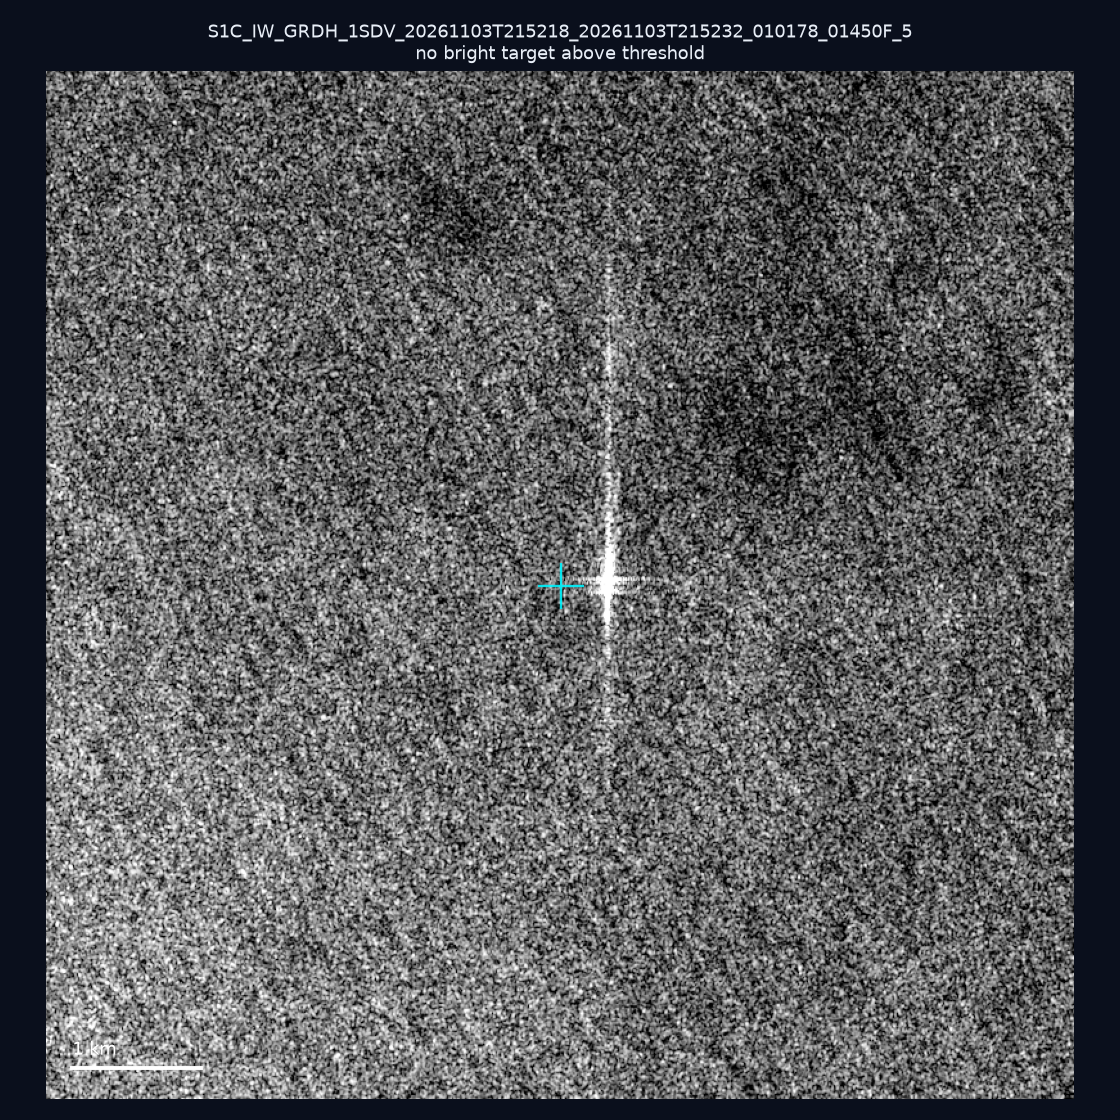 S1C_IW_GRDH_1SDV_20261103T215218_20261103T215232_010178_01450F_5
no bright target above threshold
1 km